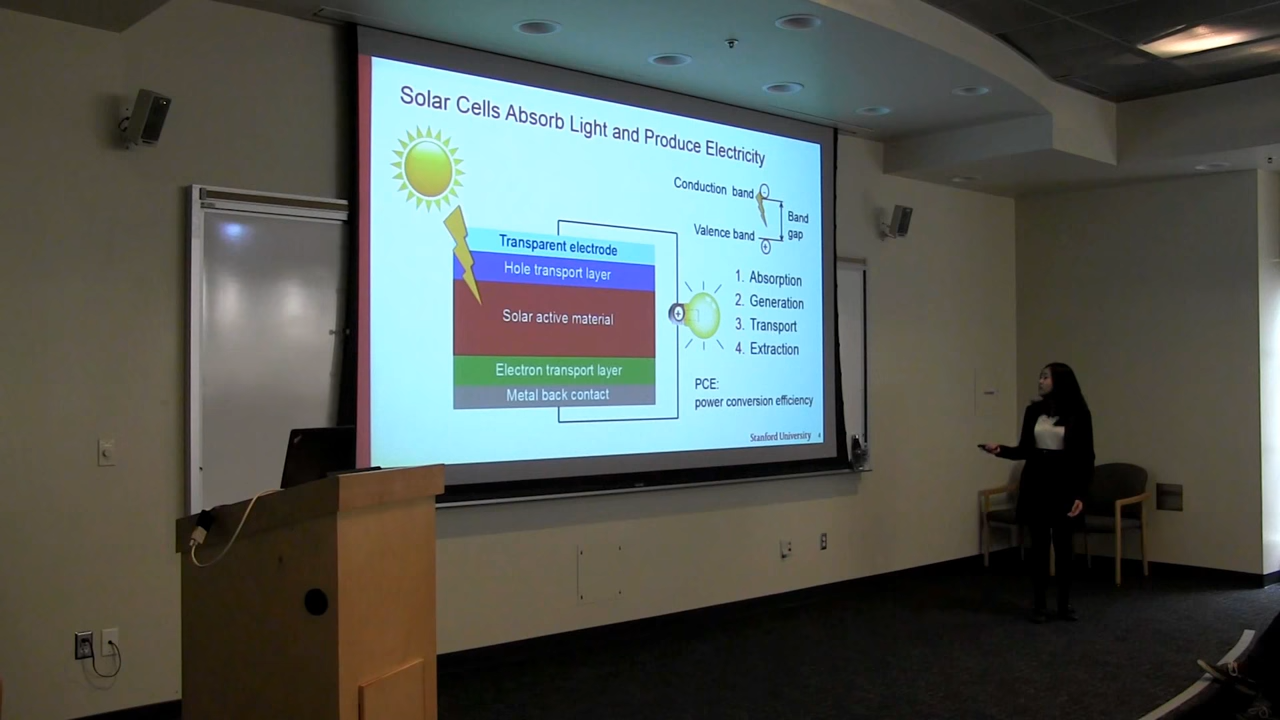 Solar Cells Absorb Light and Produce Electricity
Conduction band
-
Band
gap
Valence band
+
Transparent electrode
Hole transport layer
Solar active material
Electron transport layer
Metal back contact
+
1. Absorption
2. Generation
3. Transport
4. Extraction
PCE:
power conversion efficiency
Stanford University